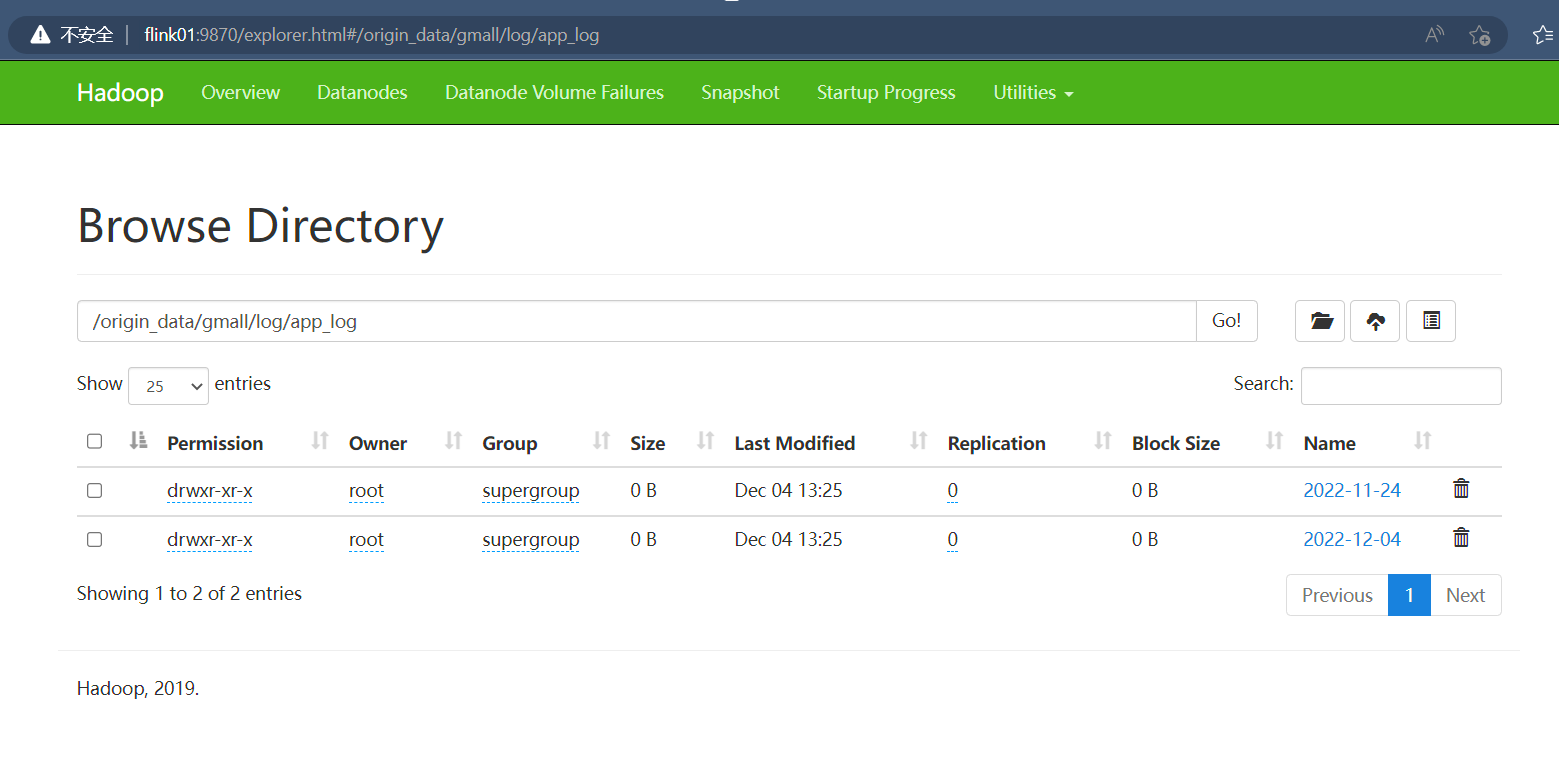 不安全 flink01:9870/explorer.html#/origin_data/gmall/log/app_log
Hadoop Overview Datanodes Datanode Volume Failures Snapshot Startup Progress Utilities
Browse Directory
/origin_data/gmall/log/app_log Go!
Show 25 entries Search:
Permission Owner Group Size Last Modified Replication Block Size Name
drwxr-xr-x root supergroup 0 B Dec 04 13:25 0 0 B 2022-11-24
drwxr-xr-x root supergroup 0 B Dec 04 13:25 0 0 B 2022-12-04
Showing 1 to 2 of 2 entries Previous 1 Next
Hadoop, 2019.